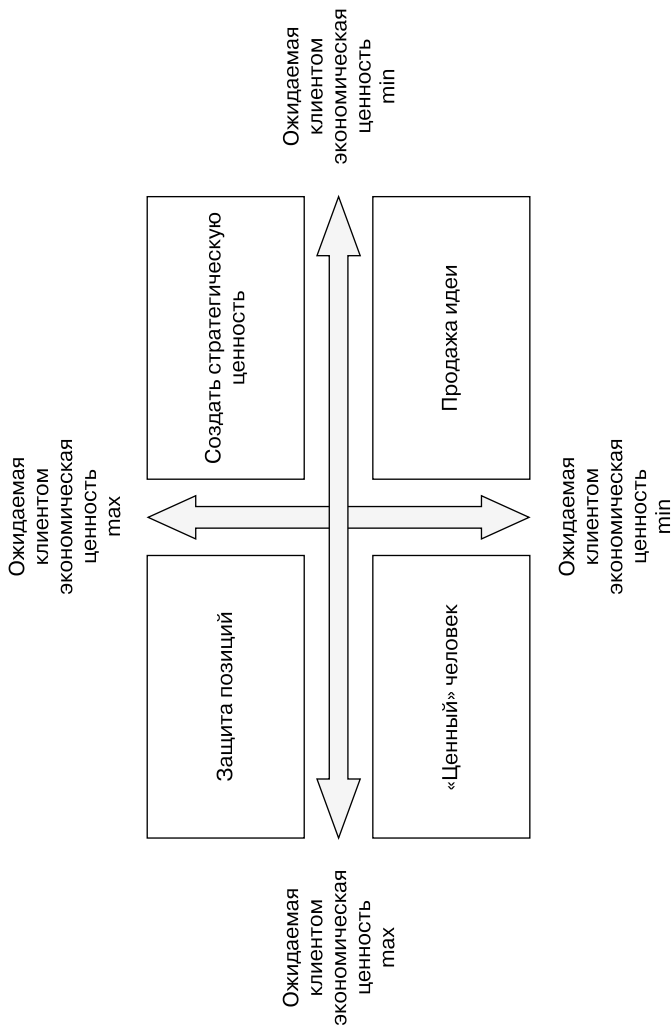 Ожидаемая
клиентом
экономическая
ценность
max
Защита позиций
Создать стратегическую
ценность
Ожидаемая
клиентом
экономическая
ценность
max
Ожидаемая
клиентом
экономическая
ценность
min
«Ценный» человек
Продажа идеи
Ожидаемая
клиентом
экономическая
ценность
min